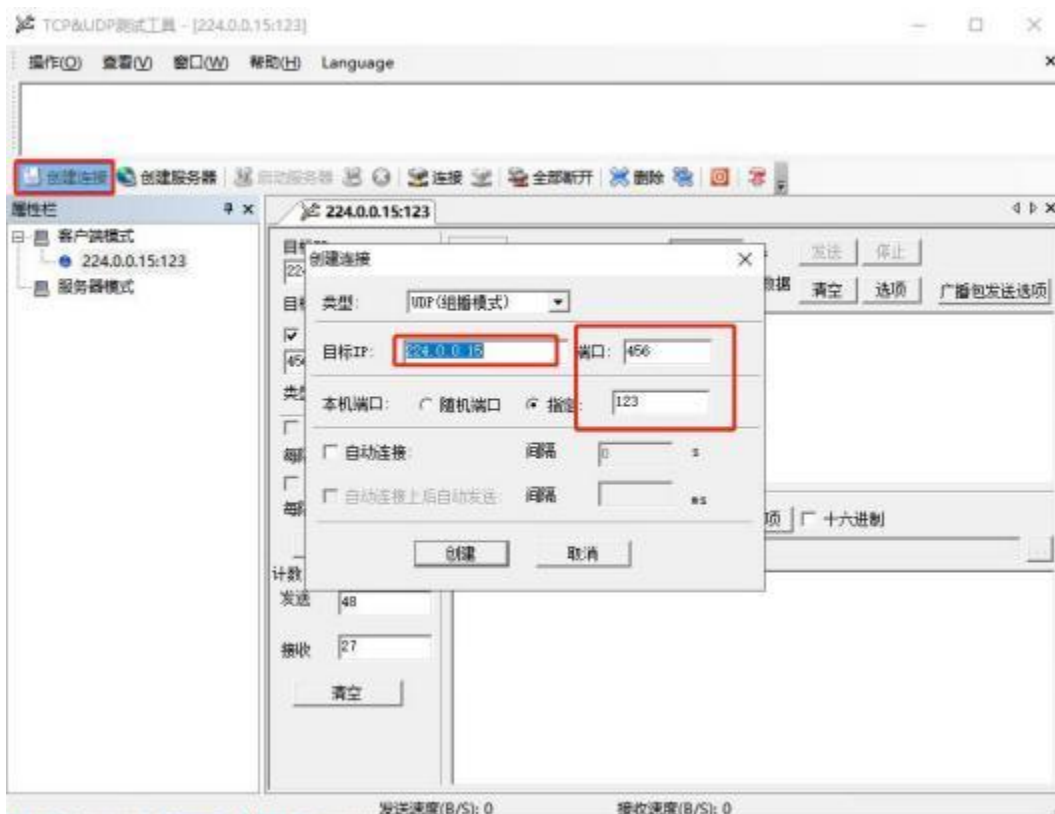 TCP&UDP测试工具 - [224.0.0.15:123]
操作(O) 查看(V) 窗口(W) 帮助(H) Language
创建连接 创建服务器 启动服务器 连接 全部断开 删除
属性栏
224.0.0.15:123
客户端模式
224.0.0.15:123
服务器模式
发送 停止
清空 选项 广播包发送选项
创建连接
类型: UDP(组播模式)
目标IP: 224.0.0.15 端口: 456
本机端口: 随机端口 指定: 123
自动连接: 间隔 0 s
自动连接上后自动发送: 间隔 ms
创建 取消
十六进制
计数
发送 48
接收 27
清空
发送速度(B/S): 0 接收速度(B/S): 0